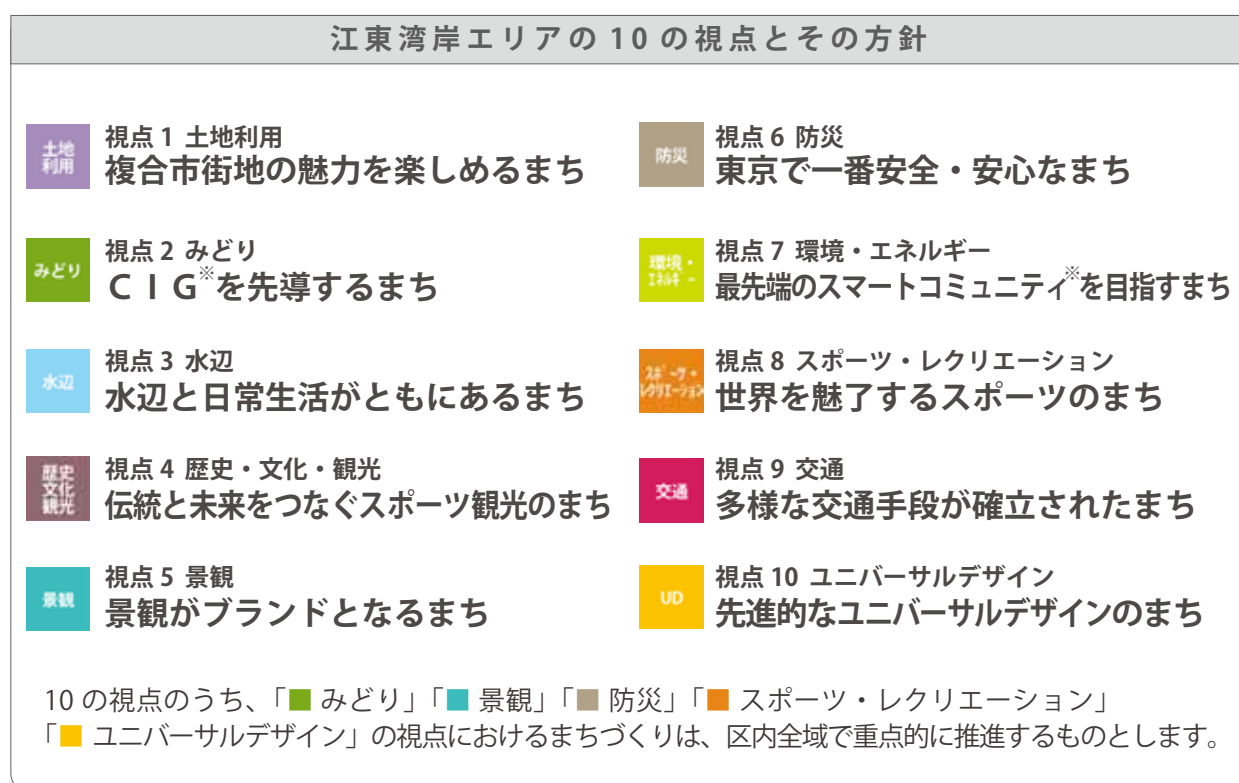 江東湾岸エリアの 10 の視点とその方針
土地
利用
視点 1 土地利用
複合市街地の魅力を楽しめるまち
みどり
視点 2 みどり
ＣＩＧ※を先導するまち
水辺
視点 3 水辺
水辺と日常生活がともにあるまち
歴史
文化
観光
視点 4 歴史・文化・観光
伝統と未来をつなぐスポーツ観光のまち
景観
視点 5 景観
景観がブランドとなるまち
防災
視点 6 防災
東京で一番安全・安心なまち
環境・
ｴﾈﾙｷﾞｰ
視点 7 環境・エネルギー
最先端のスマートコミュニティ※を目指すまち
ｽﾎﾟｰﾂ・
ﾚｸﾘｴｰｼｮﾝ
視点 8 スポーツ・レクリエーション
世界を魅了するスポーツのまち
交通
視点 9 交通
多様な交通手段が確立されたまち
UD
視点 10 ユニバーサルデザイン
先進的なユニバーサルデザインのまち
10 の視点のうち、「■ みどり」「■ 景観」「■ 防災」「■ スポーツ・レクリエーション」
「■ ユニバーサルデザイン」の視点におけるまちづくりは、区内全域で重点的に推進するものとします。